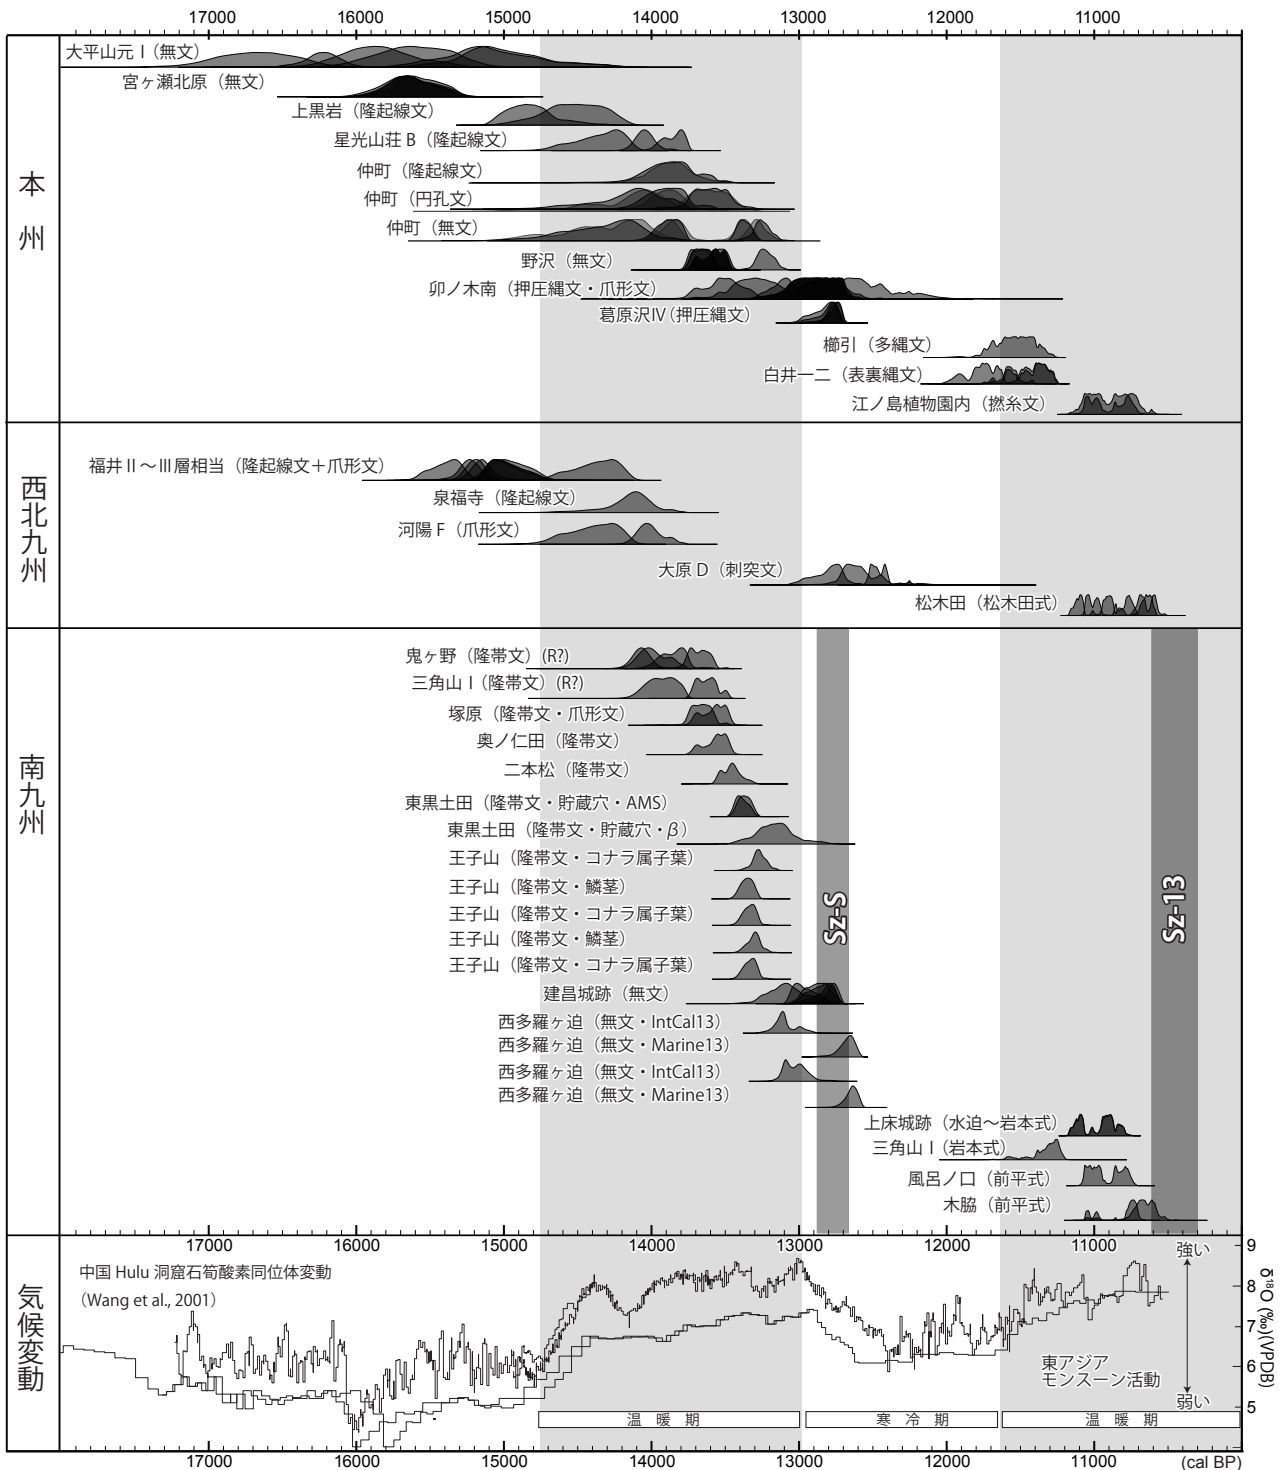 17000 16000 15000 14000 13000 12000 11000
本州
大平山元 I (無文)
宮ヶ瀬北原（無文）
上黒岩（隆起線文）
星光山荘 B（隆起線文）
仲町（隆起線文）
仲町（円孔文）
仲町（無文）
野沢（無文）
卯ノ木南（押圧縄文・爪形文）
葛原沢Ⅳ（押圧縄文）
櫛引（多縄文）
白井一二（表裏縄文）
江ノ島植物園内（撚糸文）
西北九州
福井Ⅱ～Ⅲ層相当（隆起線文＋爪形文）
泉福寺（隆起線文）
河陽 F（爪形文）
大原 D（刺突文）
松木田（松木田式）
南九州
鬼ヶ野（隆帯文）(R?)
三角山 I（隆帯文）(R?)
塚原（隆帯文・爪形文）
奥ノ仁田（隆帯文）
二本松（隆帯文）
東黒土田（隆帯文・貯蔵穴・AMS）
東黒土田（隆帯文・貯蔵穴・β）
王子山（隆帯文・コナラ属子葉）
王子山（隆帯文・鱗茎）
王子山（隆帯文・コナラ属子葉）
王子山（隆帯文・鱗茎）
王子山（隆帯文・コナラ属子葉）
建昌城跡（無文）
西多羅ヶ迫（無文・IntCal13）
西多羅ヶ迫（無文・Marine13）
西多羅ヶ迫（無文・IntCal13）
西多羅ヶ迫（無文・Marine13）
上床城跡（水迫～岩本式）
三角山 I（岩本式）
風呂ノ口（前平式）
木脇（前平式）
Sz-S
Sz-13
17000 16000 15000 14000 13000 12000 11000
気候変動
中国 Hulu 洞窟石筍酸素同位体変動
（Wang et al., 2001）
強い
東アジア
モンスーン活動
弱い
9
8
7
6
5
δ¹⁸O (‰)(VPDB)
温暖期
寒冷期
温暖期
17000 16000 15000 14000 13000 12000 11000
(cal BP)